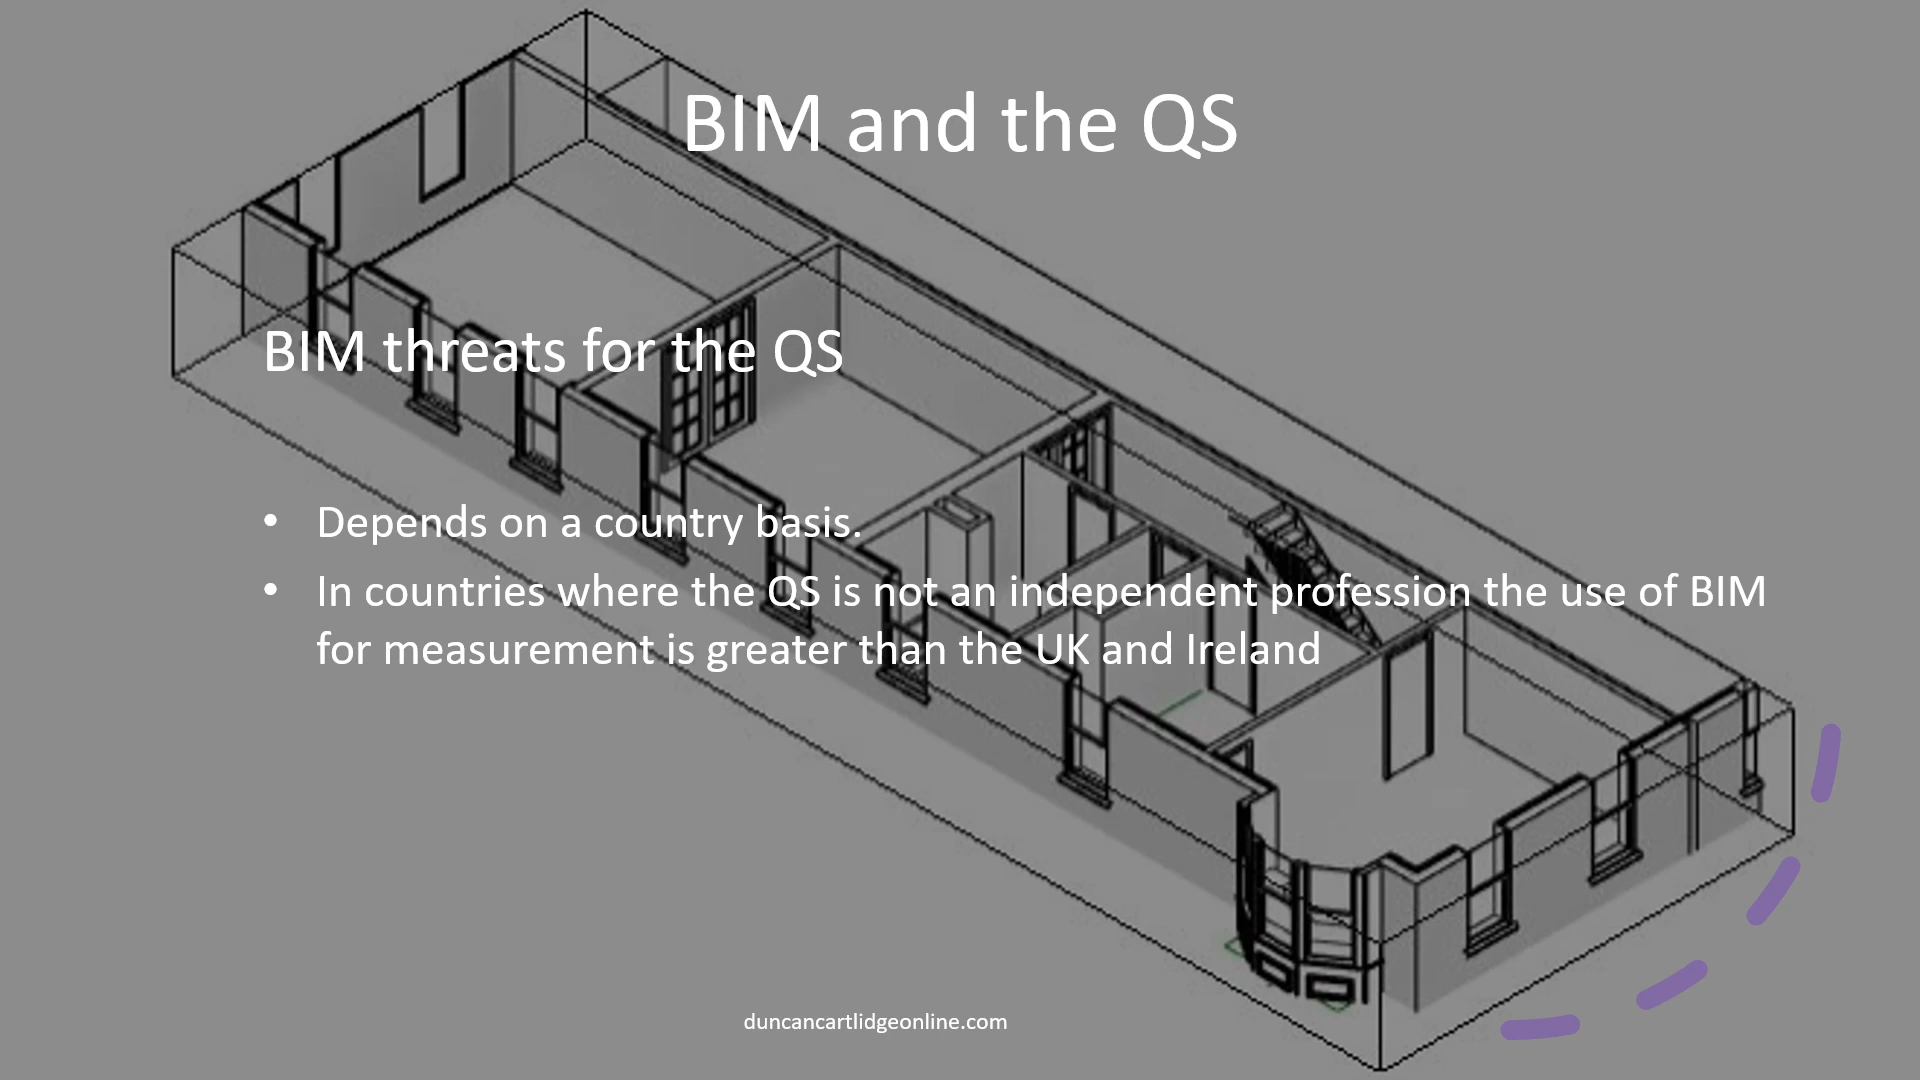 BIM and the QS
BIM threats for the QS
• Depends on a country basis.
• In countries where the QS is not an independent profession the use of BIM
for measurement is greater than the UK and Ireland
duncancartlidgeonline.com